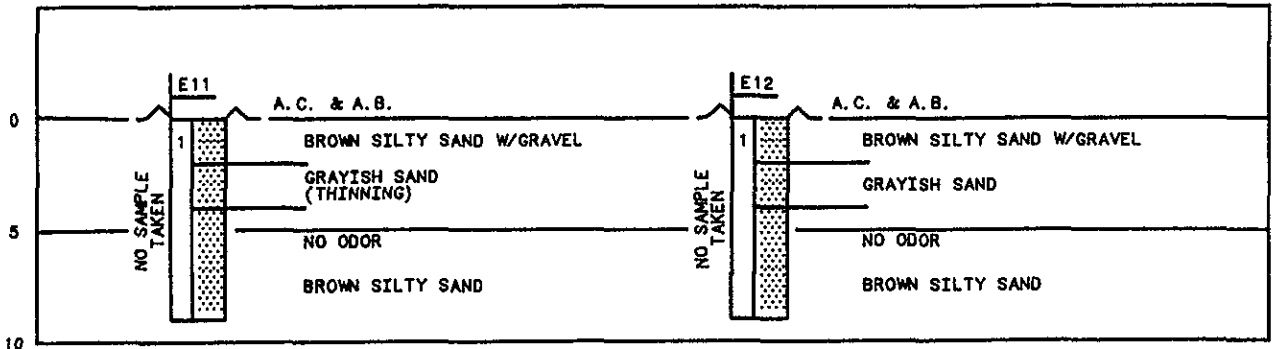 E11
A.C. & A.B.
0
1
BROWN SILTY SAND W/GRAVEL
GRAYISH SAND
(THINNING)
NO SAMPLE
TAKEN
5
NO ODOR
BROWN SILTY SAND
10
E12
A.C. & A.B.
1
BROWN SILTY SAND W/GRAVEL
GRAYISH SAND
NO SAMPLE
TAKEN
NO ODOR
BROWN SILTY SAND